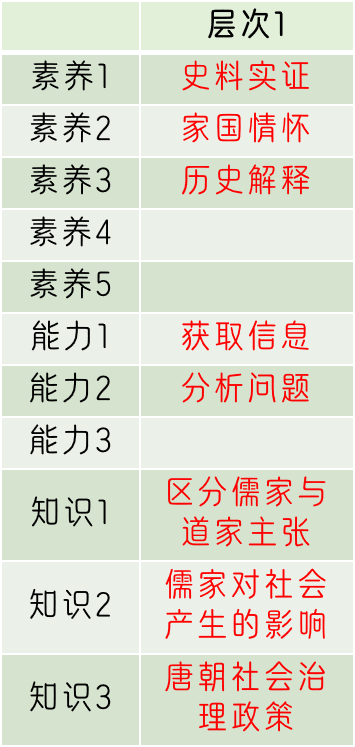 层次1
素养1 史料实证
素养2 家国情怀
素养3 历史解释
素养4
素养5
能力1 获取信息
能力2 分析问题
能力3
知识1 区分儒家与
道家主张
知识2 儒家对社会
产生的影响
知识3 唐朝社会治
理政策